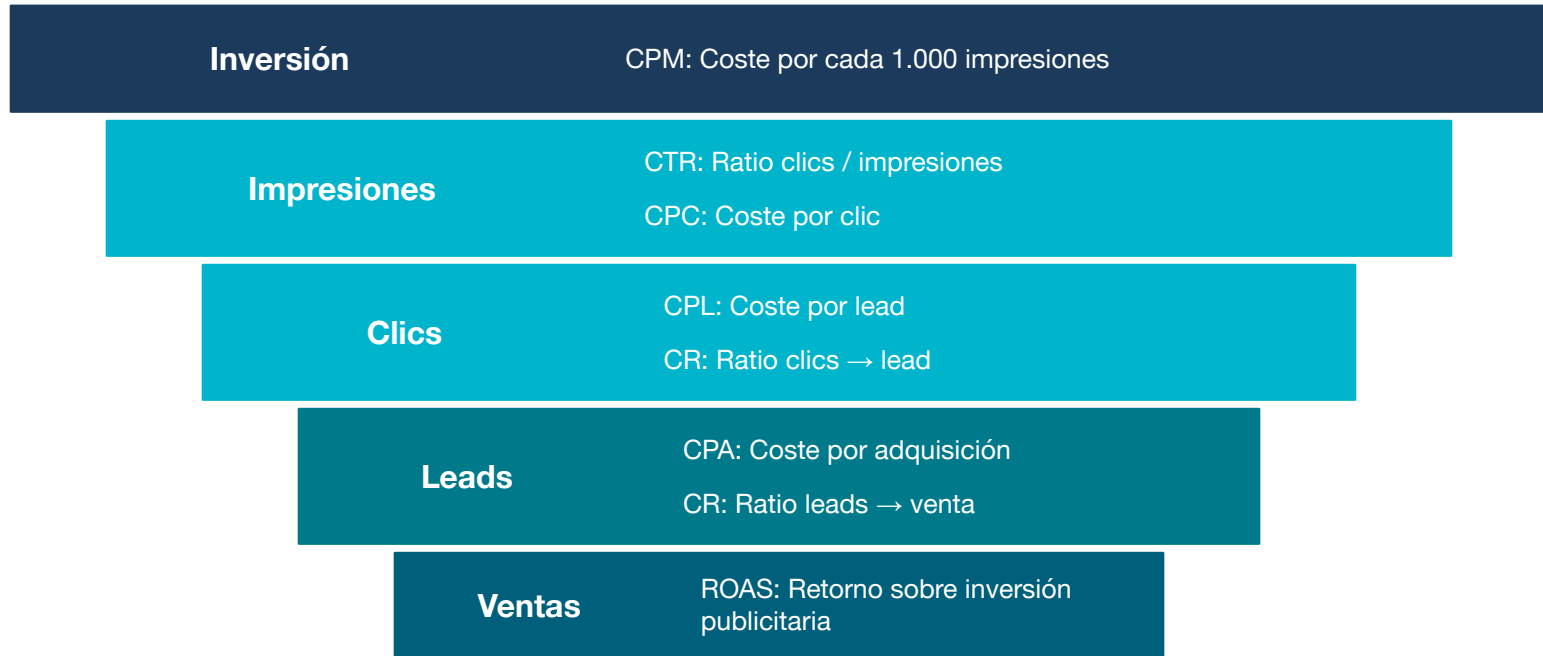 Inversión
CPM: Coste por cada 1.000 impresiones
Impresiones
CTR: Ratio clics / impresiones
CPC: Coste por clic
Clics
CPL: Coste por lead
CR: Ratio clics → lead
Leads
CPA: Coste por adquisición
CR: Ratio leads → venta
Ventas
ROAS: Retorno sobre inversión
publicitaria